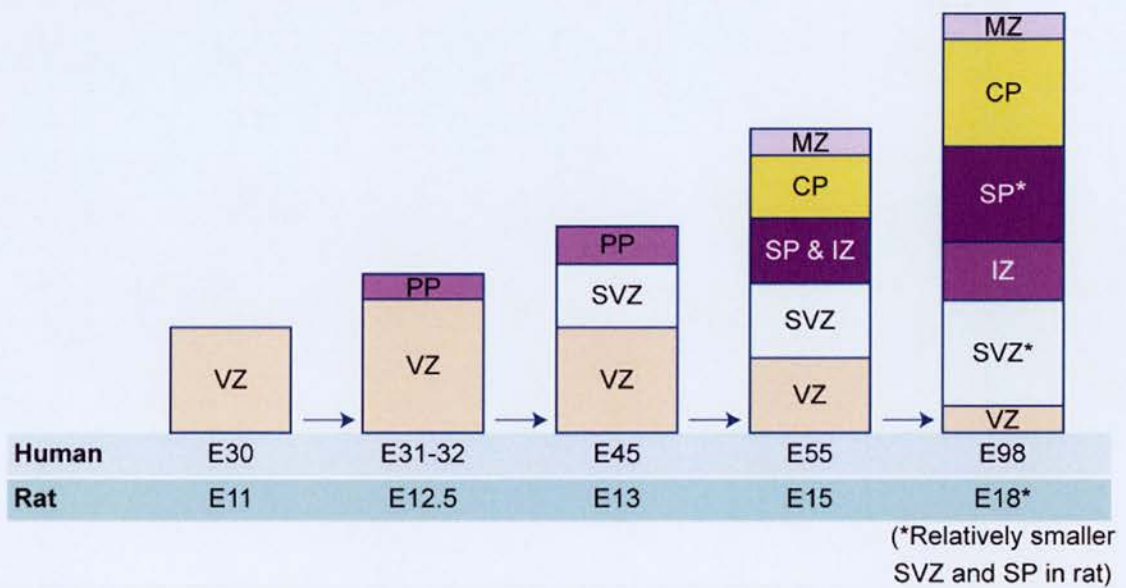 MZ
CP
SP*
IZ
SVZ*
VZ
MZ
CP
SP & IZ
SVZ
VZ
PP
SVZ
VZ
PP
VZ
VZ
Human E30 E31-32 E45 E55 E98
Rat E11 E12.5 E13 E15 E18*
(*Relatively smaller
SVZ and SP in rat)